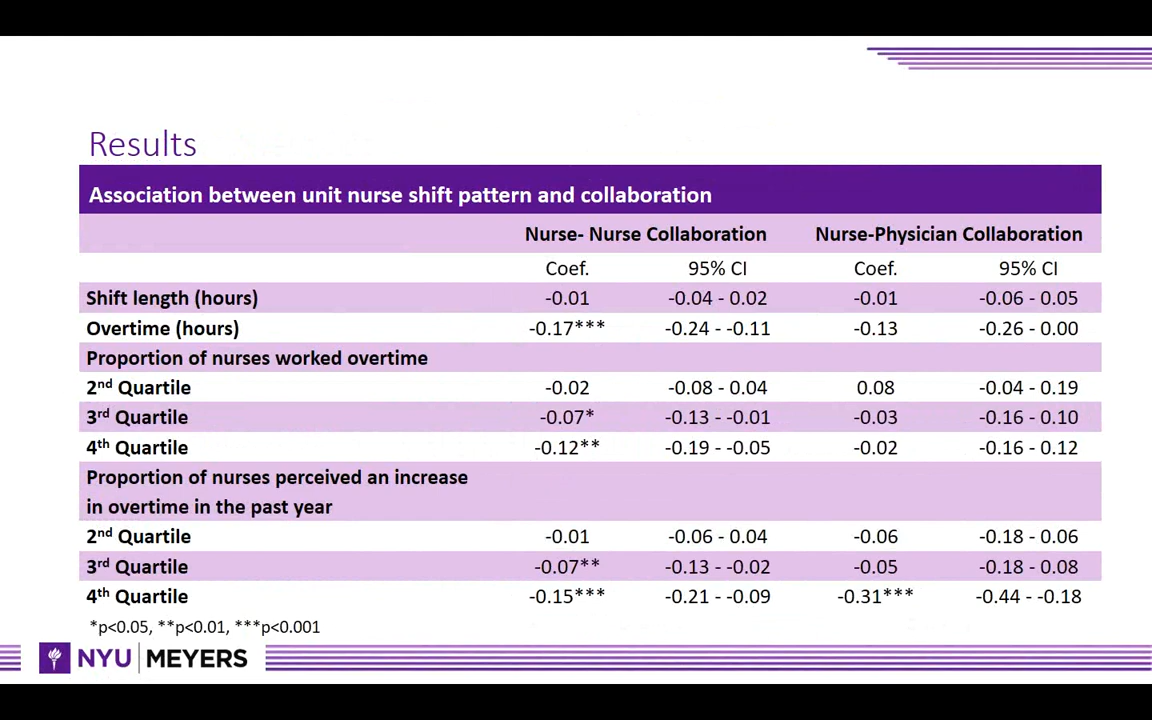 Results
Association between unit nurse shift pattern and collaboration
Nurse- Nurse Collaboration Nurse-Physician Collaboration
Coef. 95% CI Coef. 95% CI
Shift length (hours) -0.01 -0.04 - 0.02 -0.01 -0.06 - 0.05
Overtime (hours) -0.17*** -0.24 - -0.11 -0.13 -0.26 - 0.00
Proportion of nurses worked overtime
2nd Quartile -0.02 -0.08 - 0.04 0.08 -0.04 - 0.19
3rd Quartile -0.07* -0.13 - -0.01 -0.03 -0.16 - 0.10
4th Quartile -0.12** -0.19 - -0.05 -0.02 -0.16 - 0.12
Proportion of nurses perceived an increase
in overtime in the past year
2nd Quartile -0.01 -0.06 - 0.04 -0.06 -0.18 - 0.06
3rd Quartile -0.07** -0.13 - -0.02 -0.05 -0.18 - 0.08
4th Quartile -0.15*** -0.21 - -0.09 -0.31*** -0.44 - -0.18
*p<0.05, **p<0.01, ***p<0.001
NYU MEYERS